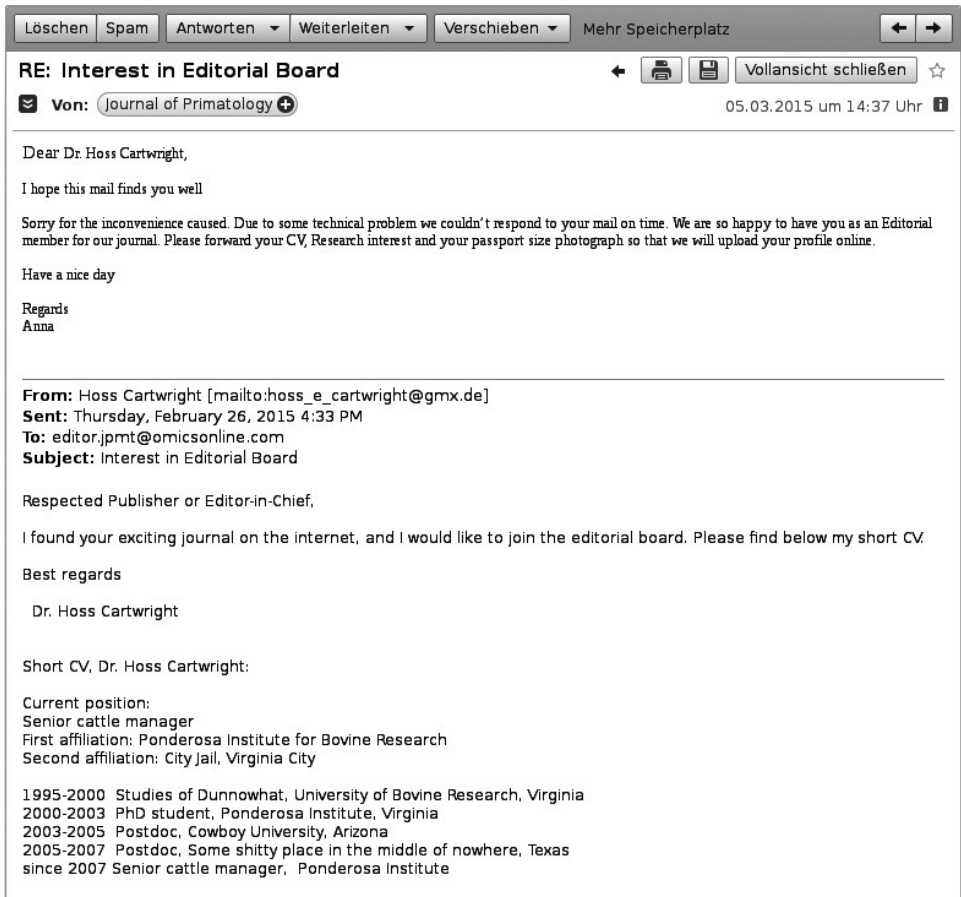 Löschen Spam Antworten Weiterleiten Verschieben Mehr Speicherplatz
RE: Interest in Editorial Board Vollansicht schließen
Von: Journal of Primatology 05.03.2015 um 14:37 Uhr
Dear Dr. Hoss Cartwright,
I hope this mail finds you well
Sorry for the inconvenience caused. Due to some technical problem we couldn't respond to your mail on time. We are so happy to have you as an Editorial
member for our journal. Please forward your CV, Research interest and your passport size photograph so that we will upload your profile online.
Have a nice day
Regards
Anna
From: Hoss Cartwright [mailto:hoss_e_cartwright@gmx.de]
Sent: Thursday, February 26, 2015 4:33 PM
To: editor.jpmt@omicsonline.com
Subject: Interest in Editorial Board
Respected Publisher or Editor-in-Chief,
I found your exciting journal on the internet, and I would like to join the editorial board. Please find below my short CV.
Best regards
Dr. Hoss Cartwright
Short CV, Dr. Hoss Cartwright:
Current position:
Senior cattle manager
First affiliation: Ponderosa Institute for Bovine Research
Second affiliation: City Jail, Virginia City
1995-2000 Studies of Dunnowhat, University of Bovine Research, Virginia
2000-2003 PhD student, Ponderosa Institute, Virginia
2003-2005 Postdoc, Cowboy University, Arizona
2005-2007 Postdoc, Some shitty place in the middle of nowhere, Texas
since 2007 Senior cattle manager, Ponderosa Institute